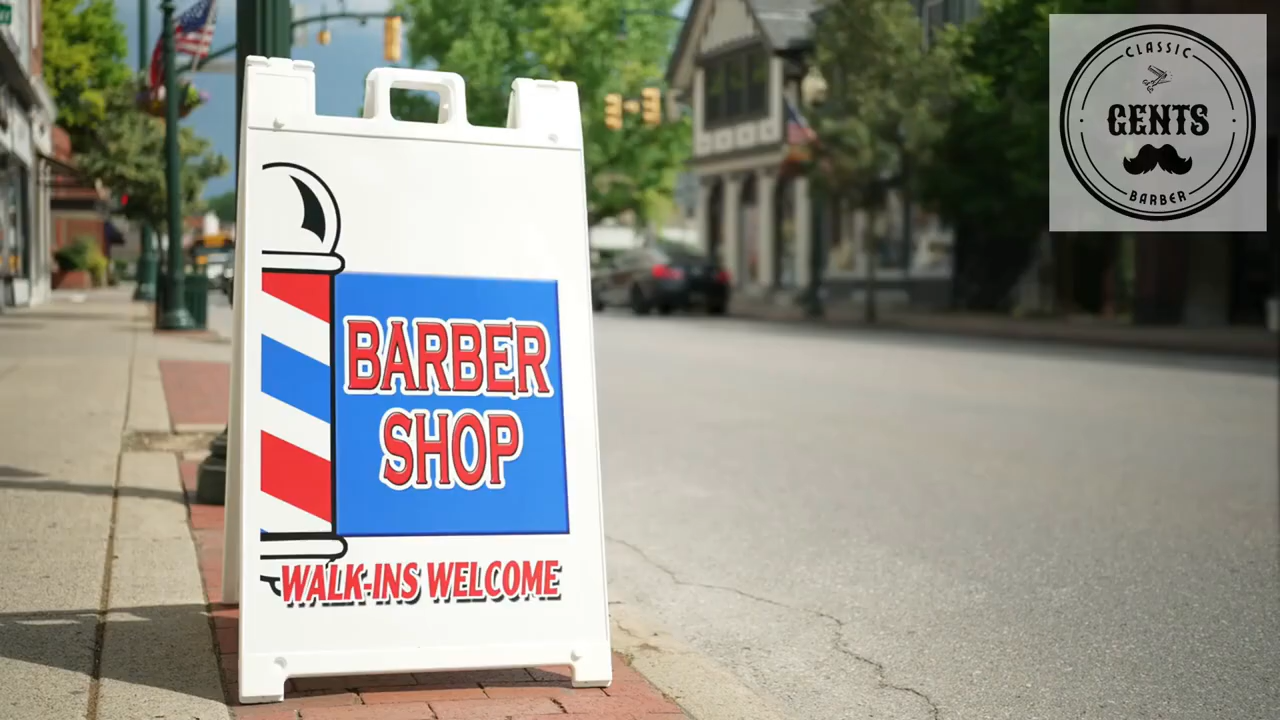 BARBER
SHOP
WALK-INS WELCOME
CLASSIC
GENTS
BARBER